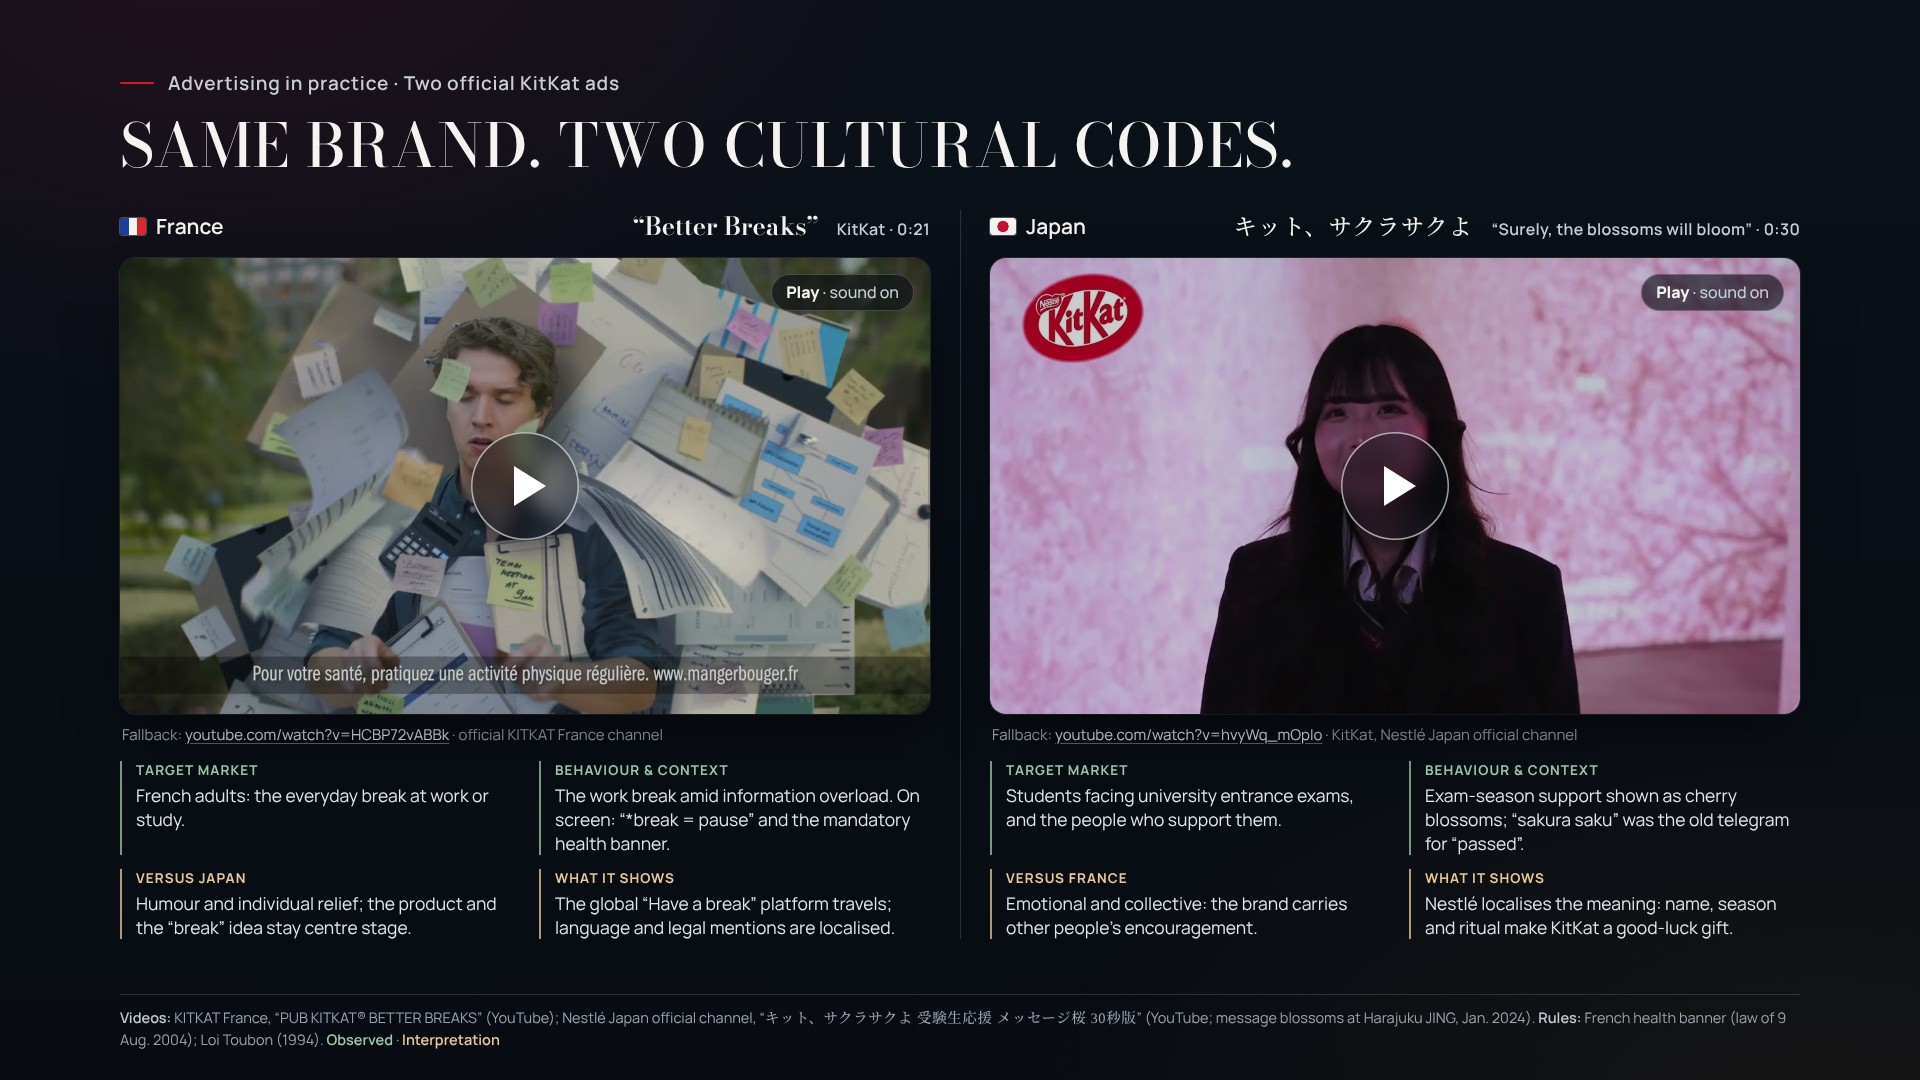 Advertising in practice · Two official KitKat ads
SAME BRAND. TWO CULTURAL CODES.
France
“Better Breaks” KitKat · 0:21
Play · sound on
TEAM MEETING AT 9am
Pour votre santé, pratiquez une activité physique régulière. www.mangerbouger.fr
Fallback: youtube.com/watch?v=HCBP72vABBk · official KITKAT France channel
TARGET MARKET
French adults: the everyday break at work or
study.
BEHAVIOUR & CONTEXT
The work break amid information overload. On
screen: “*break = pause” and the mandatory
health banner.
VERSUS JAPAN
Humour and individual relief; the product and
the “break” idea stay centre stage.
WHAT IT SHOWS
The global “Have a break” platform travels;
language and legal mentions are localised.
Japan
キット、サクラサクよ “Surely, the blossoms will bloom” · 0:30
Nestlé
KitKat
Play · sound on
Fallback: youtube.com/watch?v=hvyWq_mOplo · KitKat, Nestlé Japan official channel
TARGET MARKET
Students facing university entrance exams,
and the people who support them.
BEHAVIOUR & CONTEXT
Exam-season support shown as cherry
blossoms; “sakura saku” was the old telegram
for “passed”.
VERSUS FRANCE
Emotional and collective: the brand carries
other people’s encouragement.
WHAT IT SHOWS
Nestlé localises the meaning: name, season
and ritual make KitKat a good-luck gift.
Videos: KITKAT France, “PUB KITKAT® BETTER BREAKS” (YouTube); Nestlé Japan official channel, “キット、サクラサクよ 受験生応援 メッセージ桜 30秒版” (YouTube; message blossoms at Harajuku JING, Jan. 2024). Rules: French health banner (law of 9
Aug. 2004); Loi Toubon (1994). Observed · Interpretation